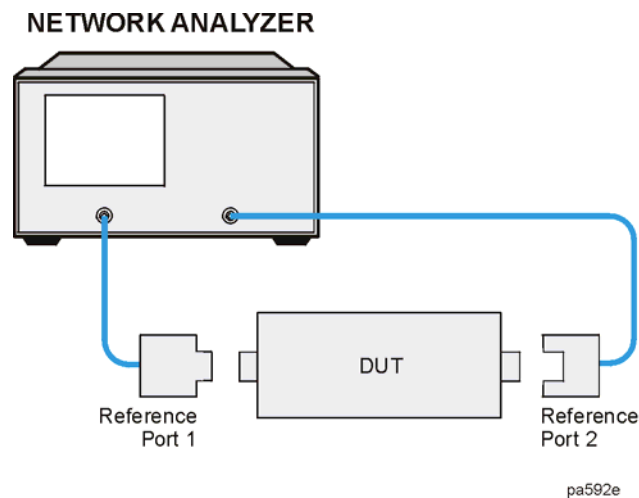 NETWORK ANALYZER
DUT
Reference
Port 1
Reference
Port 2
pa592e